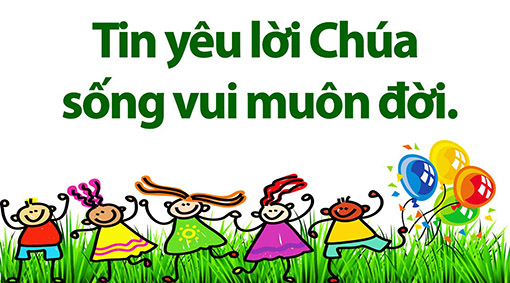 Tin yêu lời Chúa
sống vui muôn đời.